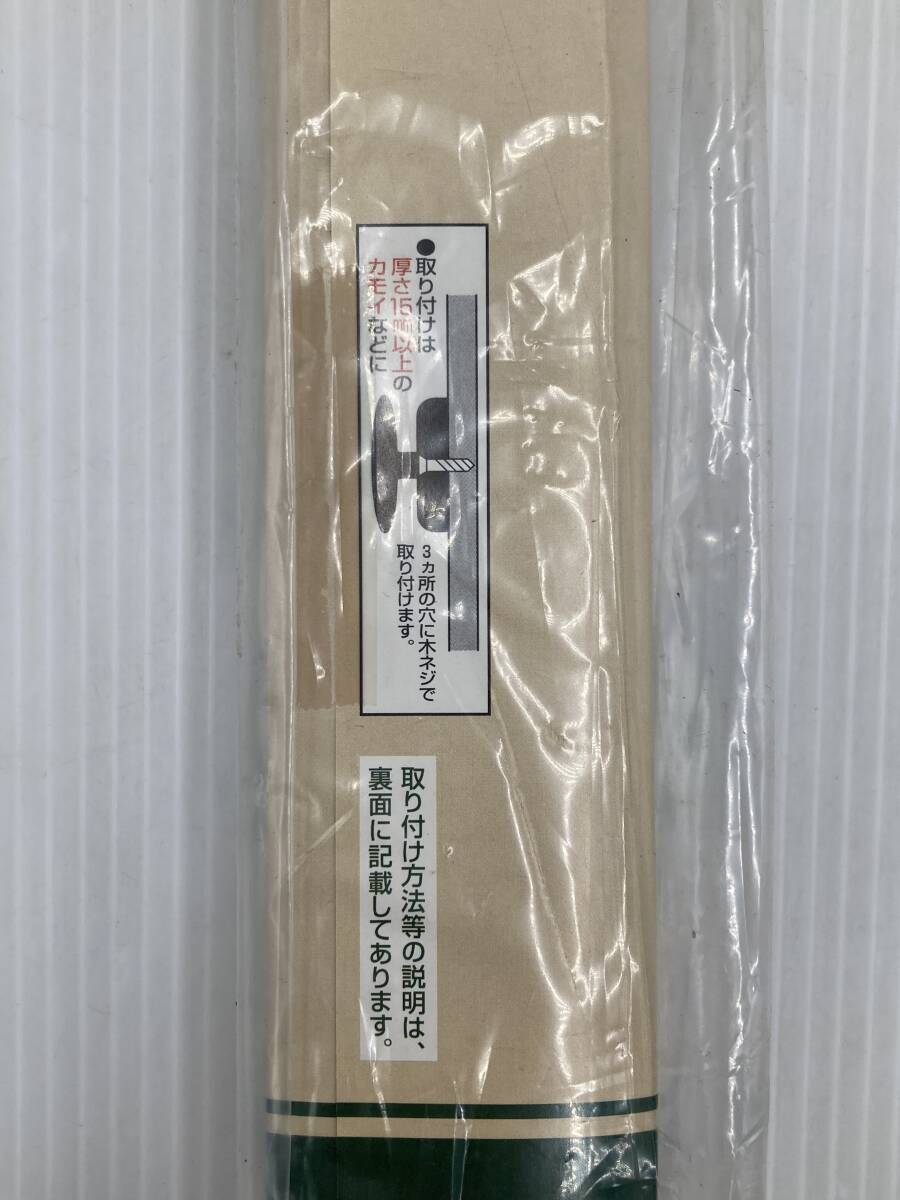 ●取り付けは
厚さ15㎜以上の
カモイなどに
3ヵ所の穴に木ネジで
取り付けます。
取り付け方法等の説明は、
裏面に記載してあります。